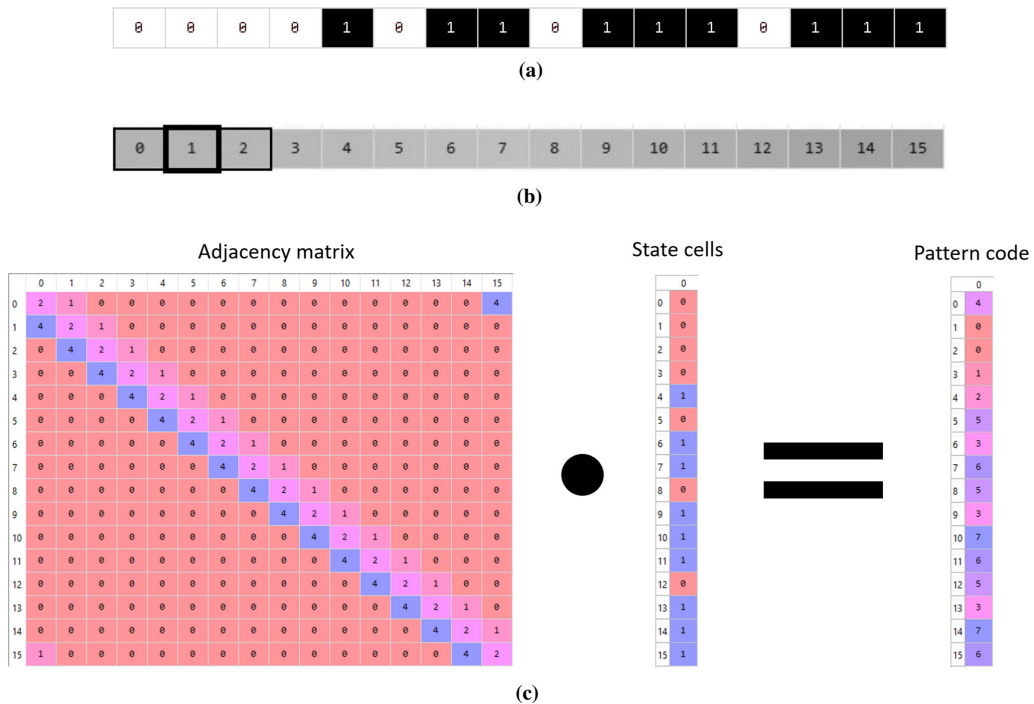 0 0 0 0 1 0 1 1 0 1 1 1 0 1 1 1
(a)
0 1 2 3 4 5 6 7 8 9 10 11 12 13 14 15
(b)
Adjacency matrix
0 1 2 3 4 5 6 7 8 9 10 11 12 13 14 15
0 2 1 0 0 0 0 0 0 0 0 0 0 0 0 0 4
1 4 2 1 0 0 0 0 0 0 0 0 0 0 0 0 0
2 0 4 2 1 0 0 0 0 0 0 0 0 0 0 0 0
3 0 0 4 2 1 0 0 0 0 0 0 0 0 0 0 0
4 0 0 0 4 2 1 0 0 0 0 0 0 0 0 0 0
5 0 0 0 0 4 2 1 0 0 0 0 0 0 0 0 0
6 0 0 0 0 0 4 2 1 0 0 0 0 0 0 0 0
7 0 0 0 0 0 0 4 2 1 0 0 0 0 0 0 0
8 0 0 0 0 0 0 0 4 2 1 0 0 0 0 0 0
9 0 0 0 0 0 0 0 0 4 2 1 0 0 0 0 0
10 0 0 0 0 0 0 0 0 0 4 2 1 0 0 0 0
11 0 0 0 0 0 0 0 0 0 0 4 2 1 0 0 0
12 0 0 0 0 0 0 0 0 0 0 0 4 2 1 0 0
13 0 0 0 0 0 0 0 0 0 0 0 0 4 2 1 0
14 0 0 0 0 0 0 0 0 0 0 0 0 0 4 2 1
15 1 0 0 0 0 0 0 0 0 0 0 0 0 0 4 2
State cells
0
0 0
1 0
2 0
3 0
4 1
5 0
6 1
7 1
8 0
9 1
10 1
11 1
12 0
13 1
14 1
15 1
Pattern code
0
0 4
1 0
2 0
3 1
4 2
5 5
6 3
7 6
8 5
9 3
10 7
11 6
12 5
13 3
14 7
15 6
(c)